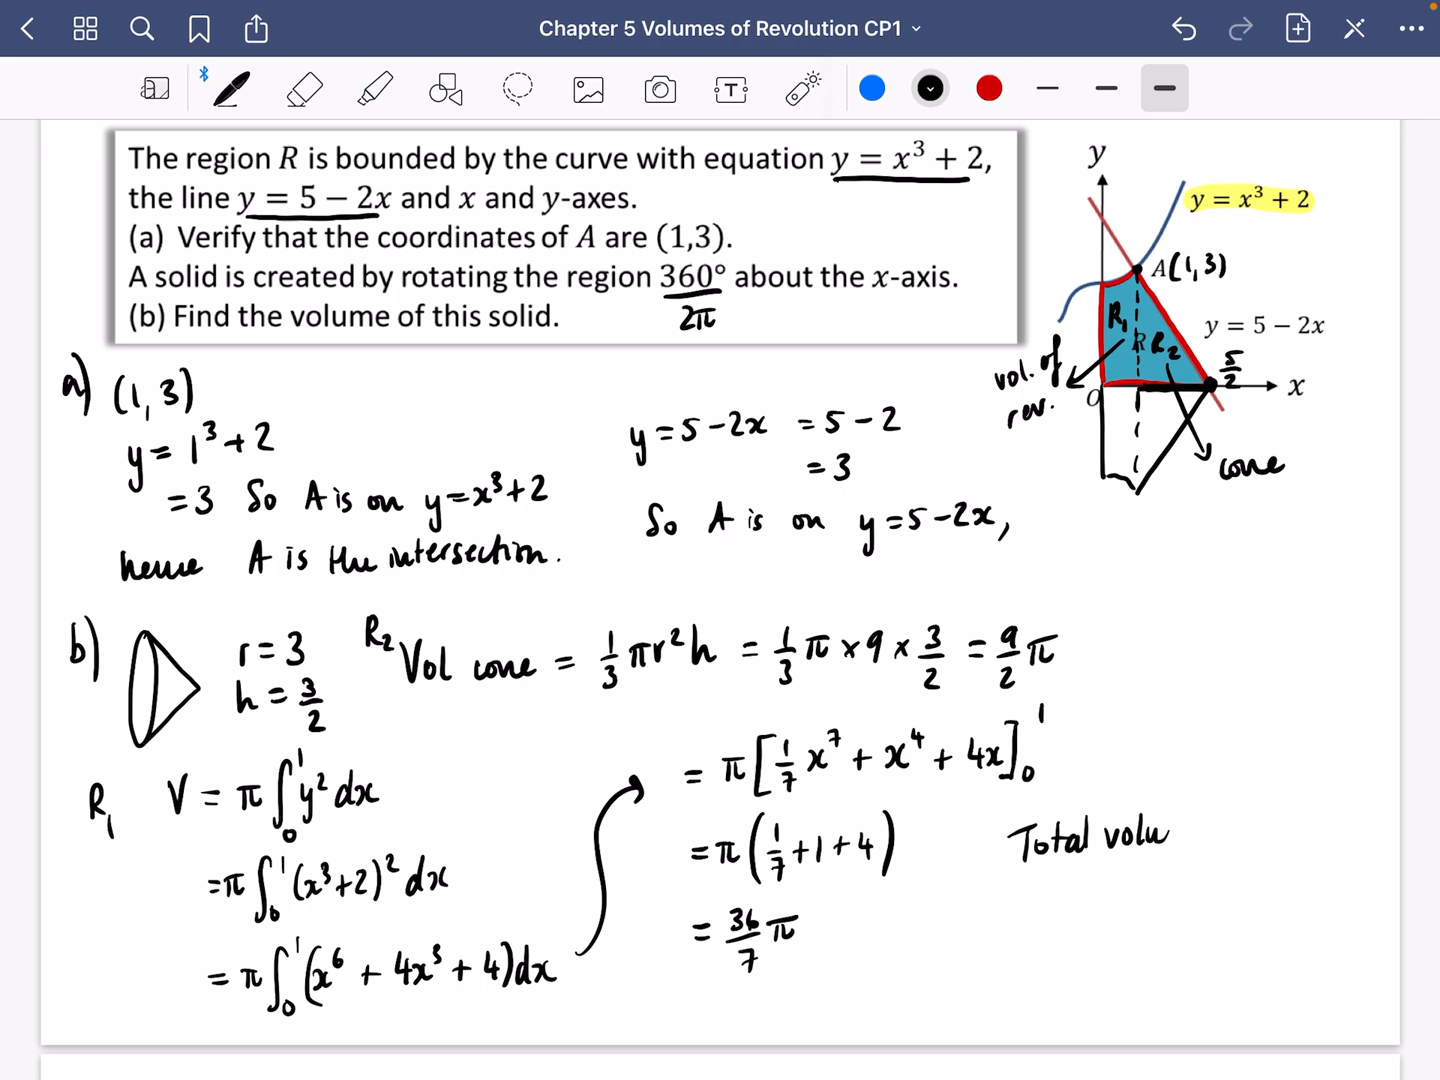 Chapter 5 Volumes of Revolution CP1
The region R is bounded by the curve with equation y = x³ + 2,
the line y = 5 − 2x and x and y-axes.
(a) Verify that the coordinates of A are (1,3).
A solid is created by rotating the region 360° about the x-axis.
(b) Find the volume of this solid.
2π
y
y = x³ + 2
A(1,3)
R₁
R
R₂
y = 5 − 2x
5/2
x
O
vol. of
rev.
cone
a) (1,3)
y = 1³ + 2
= 3 So A is on y = x³ + 2
y = 5 − 2x = 5 − 2
= 3
So A is on y = 5 − 2x,
hence A is the intersection.
b)
r = 3
h = 3/2
R₂ Vol cone = 1/3 πr²h = 1/3 π × 9 × 3/2 = 9/2 π
R₁ V = π∫₀¹ y² dx
= π∫₀¹ (x³+2)² dx
= π∫₀¹ (x⁶ + 4x³ + 4) dx
= π[1/7 x⁷ + x⁴ + 4x]₀¹
= π(1/7 + 1 + 4)
= 36/7 π
Total volu